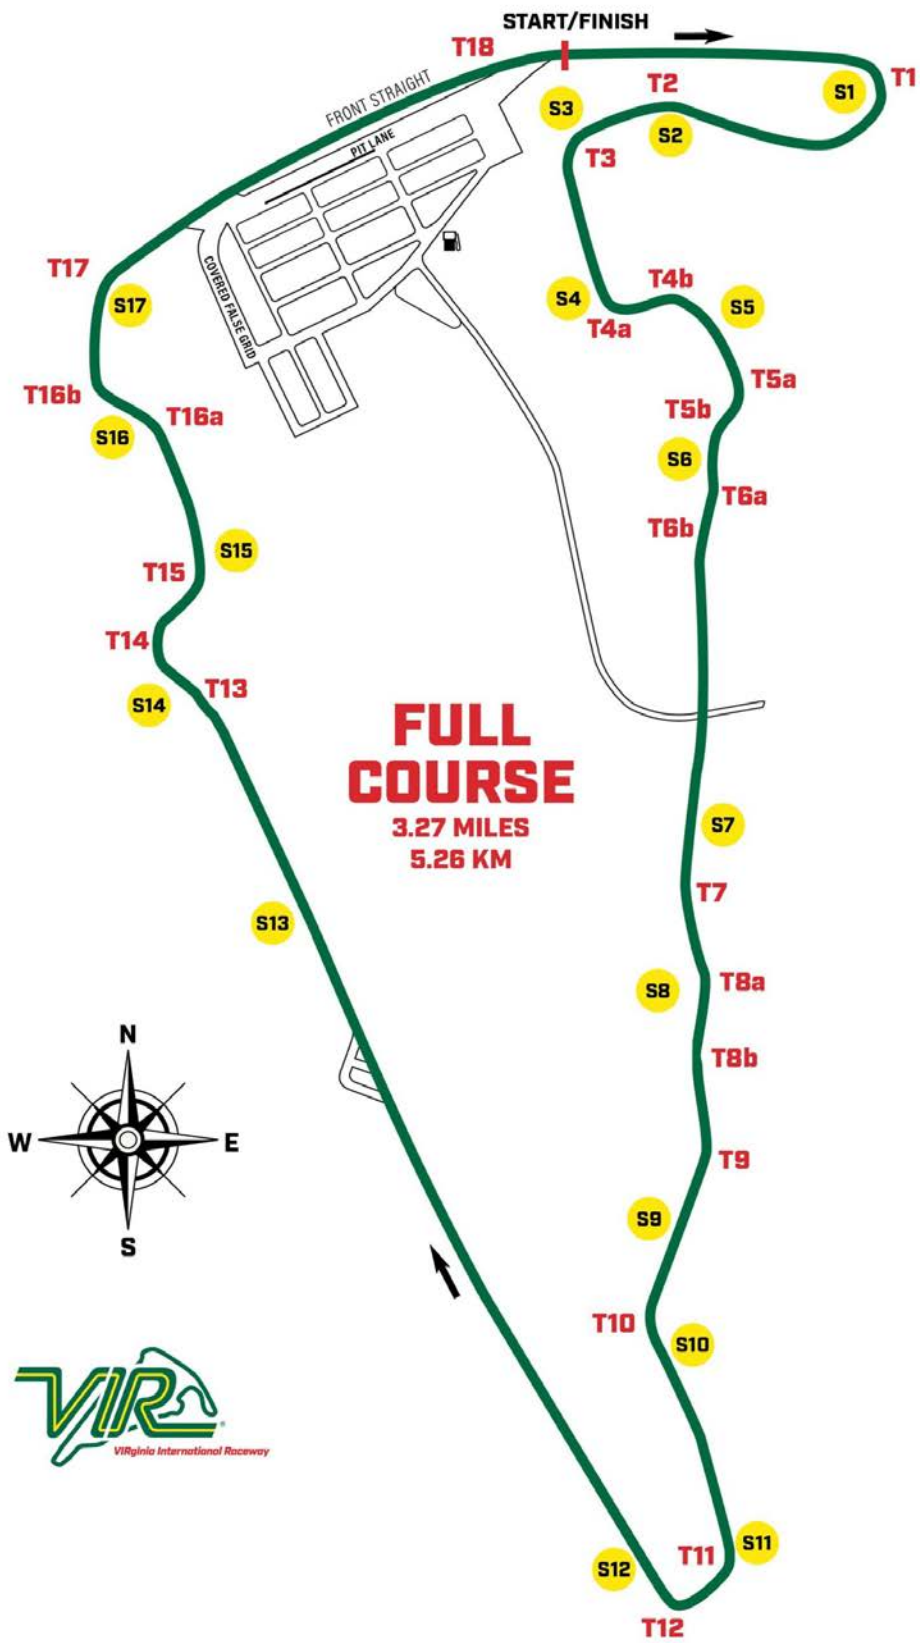 START/FINISH
T18
T1
T2
S1
FRONT STRAIGHT
S3
S2
PIT LANE
T3
T17
COVERED FALSE GRID
S17
S4
T4b
S5
T4a
T5a
T16b
T16a
T5b
S16
S6
T6a
T6b
S15
T15
T14
T13
S14
FULL
COURSE
3.27 MILES
5.26 KM
S7
T7
S13
T8a
S8
N
T8b
W
E
T9
S9
S
T10
S10
VIR
®
VIRginia International Raceway
S11
T11
S12
T12